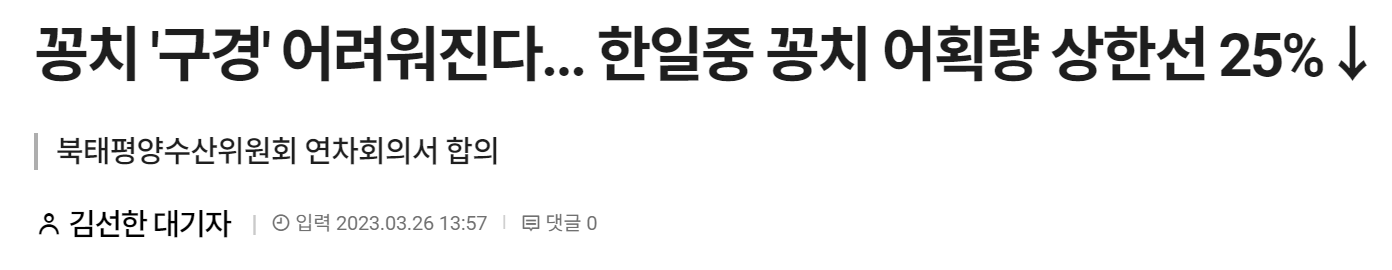 꽁치 '구경' 어려워진다... 한일중 꽁치 어획량 상한선 25%↓
북태평양수산위원회 연차회의서 합의
김선한 대기자 | 입력 2023.03.26 13:57 | 댓글 0